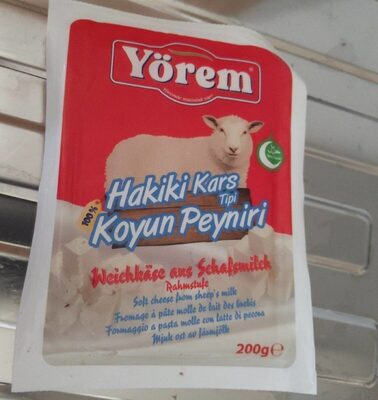 Yörem
100%
Hakiki Kars
Tipi
Koyun Peyniri
Weichkäse aus Schafsmilch
Rahmstufe
Soft cheese from sheep's milk
Fromage à pâte molle de lait des brebis
Formaggio a pasta molle con latte di pecora
Mjuk ost av fårmjölk
200g ℮